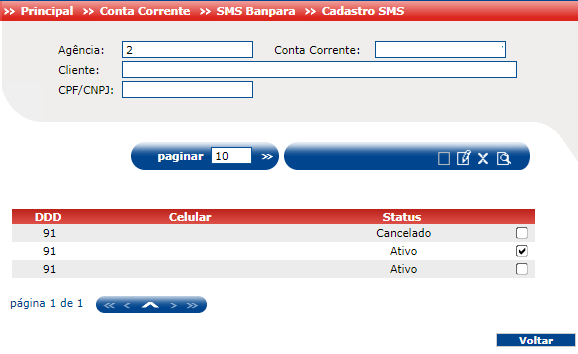 >> Principal >> Conta Corrente >> SMS Banpara >> Cadastro SMS
Agência: 2 Conta Corrente:
Cliente:
CPF/CNPJ:
paginar 10 >>
DDD Celular Status
91 Cancelado
91 Ativo
91 Ativo
página 1 de 1 << < > >>
Voltar